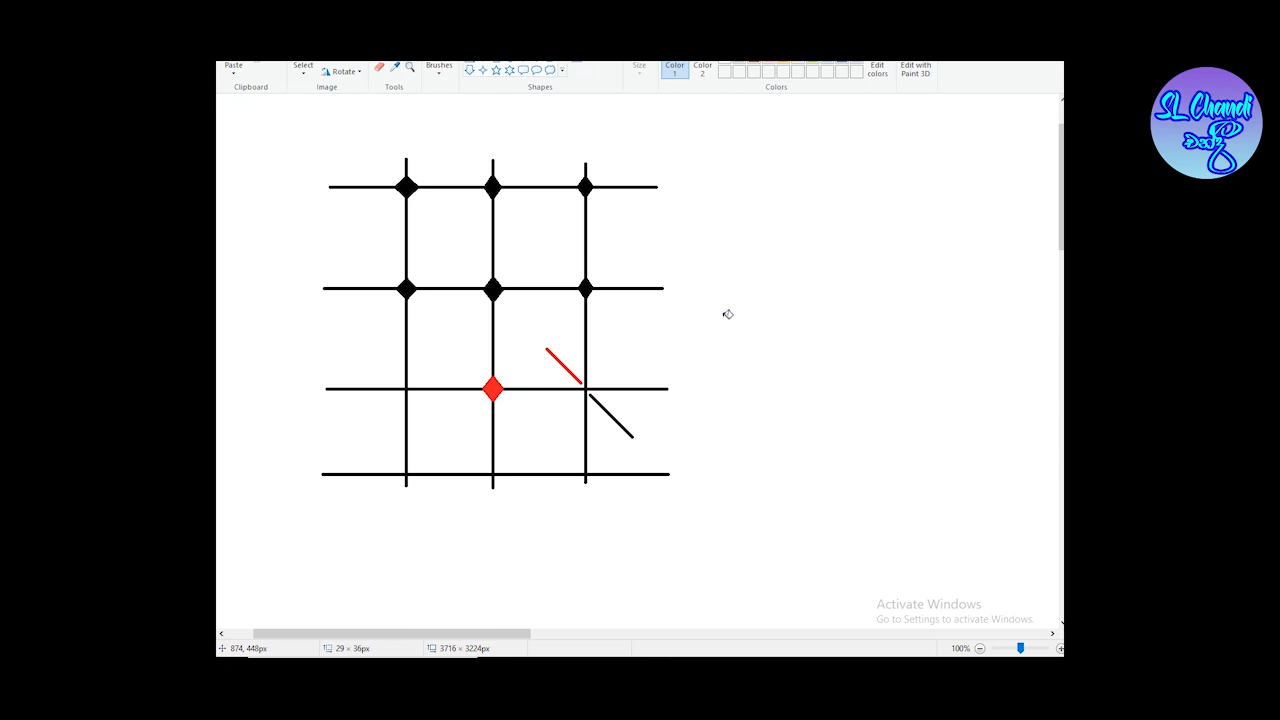 Paste
Select
Rotate
Brushes
Size
Color 1
Color 2
Edit colors
Edit with Paint 3D
Clipboard
Image
Tools
Shapes
Colors
SL Chandi
චන්දි
Activate Windows
Go to Settings to activate Windows.
874, 448px
29 × 36px
3716 × 3224px
100%